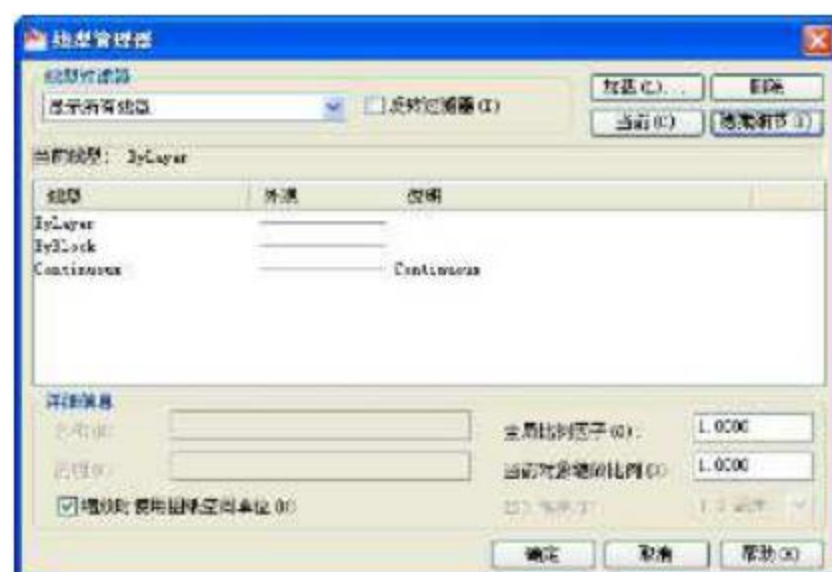 线型管理器
线型过滤器
显示所有线型
反转过滤器(I)
加载(L)...
删除
当前(C)
隐藏细节(D)
当前线型: ByLayer
线型 外观 说明
ByLayer
ByBlock
Continuous Continuous
详细信息
名称(N):
全局比例因子(G): 1.0000
说明(E):
当前对象缩放比例(O): 1.0000
缩放时使用图纸空间单位(U)
确定 取消 帮助(H)